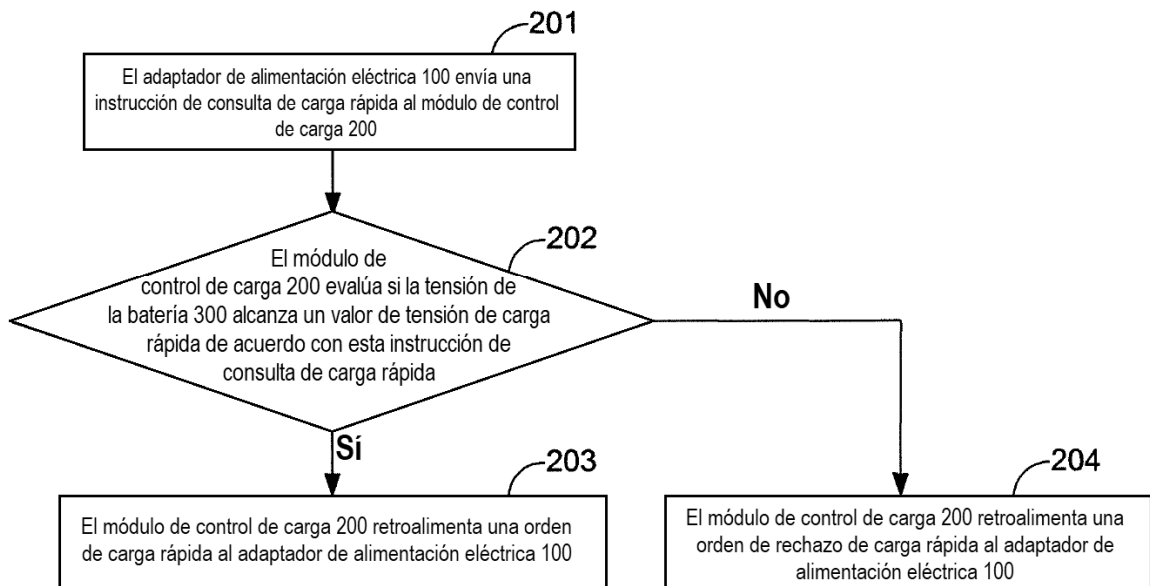 201
El adaptador de alimentación eléctrica 100 envía una
instrucción de consulta de carga rápida al módulo de control
de carga 200
202
El módulo de
control de carga 200 evalúa si la tensión de
la batería 300 alcanza un valor de tensión de carga
rápida de acuerdo con esta instrucción de
consulta de carga rápida
No
Sí
203
El módulo de control de carga 200 retroalimenta una orden
de carga rápida al adaptador de alimentación eléctrica 100
204
El módulo de control de carga 200 retroalimenta una
orden de rechazo de carga rápida al adaptador de
alimentación eléctrica 100